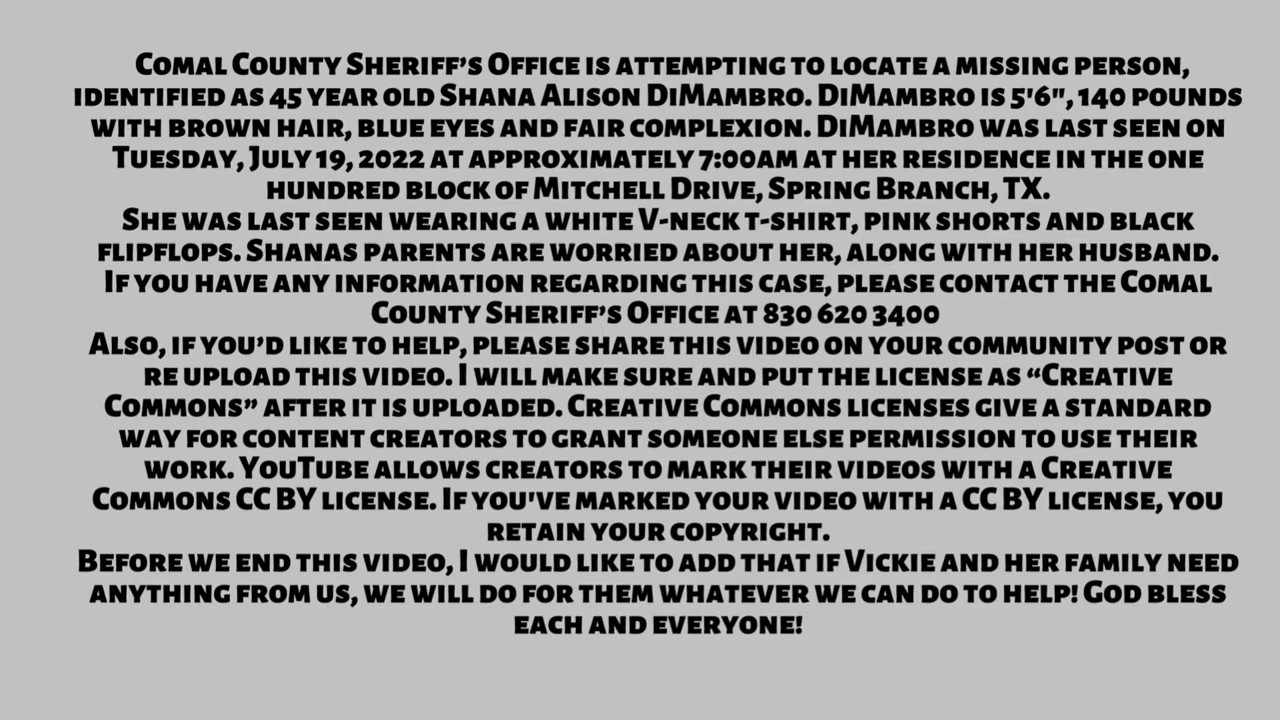 Comal County Sheriff's Office is attempting to locate a missing person,
identified as 45 year old Shana Alison DiMambro. DiMambro is 5'6", 140 pounds
with brown hair, blue eyes and fair complexion. DiMambro was last seen on
Tuesday, July 19, 2022 at approximately 7:00am at her residence in the one
hundred block of Mitchell Drive, Spring Branch, TX.
She was last seen wearing a white V-neck t-shirt, pink shorts and black
flipflops. Shanas parents are worried about her, along with her husband.
If you have any information regarding this case, please contact the Comal
County Sheriff's Office at 830 620 3400
Also, if you'd like to help, please share this video on your community post or
re upload this video. I will make sure and put the license as “Creative
Commons” after it is uploaded. Creative Commons licenses give a standard
way for content creators to grant someone else permission to use their
work. YouTube allows creators to mark their videos with a Creative
Commons CC BY license. If you've marked your video with a CC BY license, you
retain your copyright.
Before we end this video, I would like to add that if Vickie and her family need
anything from us, we will do for them whatever we can do to help! God bless
each and everyone!